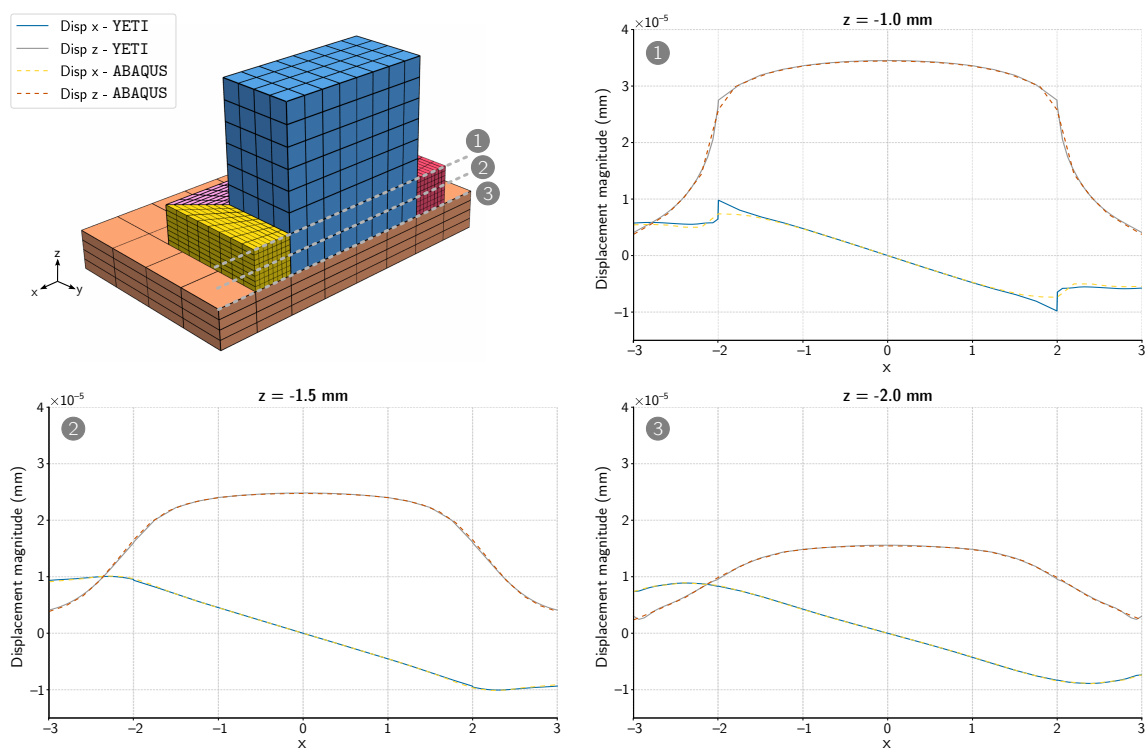 Disp x - YETI
Disp z - YETI
Disp x - ABAQUS
Disp z - ABAQUS
1
2
3
z
x
y
z = -1.0 mm
×10⁻⁵
1
4
3
2
1
0
−1
Displacement magnitude (mm)
−3 −2 −1 0 1 2 3
x
z = -1.5 mm
×10⁻⁵
2
4
3
2
1
0
−1
Displacement magnitude (mm)
−3 −2 −1 0 1 2 3
x
z = -2.0 mm
×10⁻⁵
3
4
3
2
1
0
−1
Displacement magnitude (mm)
−3 −2 −1 0 1 2 3
x